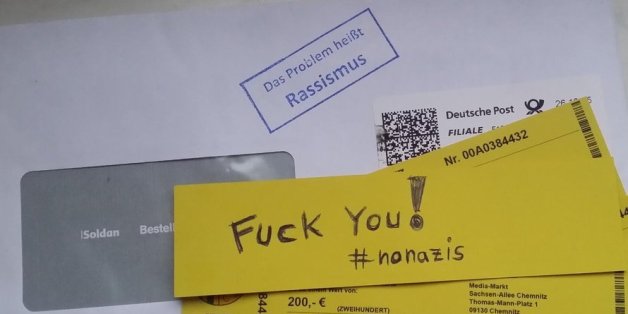 Das Problem heißt
Rassismus
Deutsche Post
FILIALE
Nr. 00A0384432
Soldan Bestell
Fuck You!
#nonazis
200,- € (ZWEIHUNDERT)
Media-Markt
Sachsen-Allee Chemnitz
Thomas-Mann-Platz 1
09130 Chemnitz